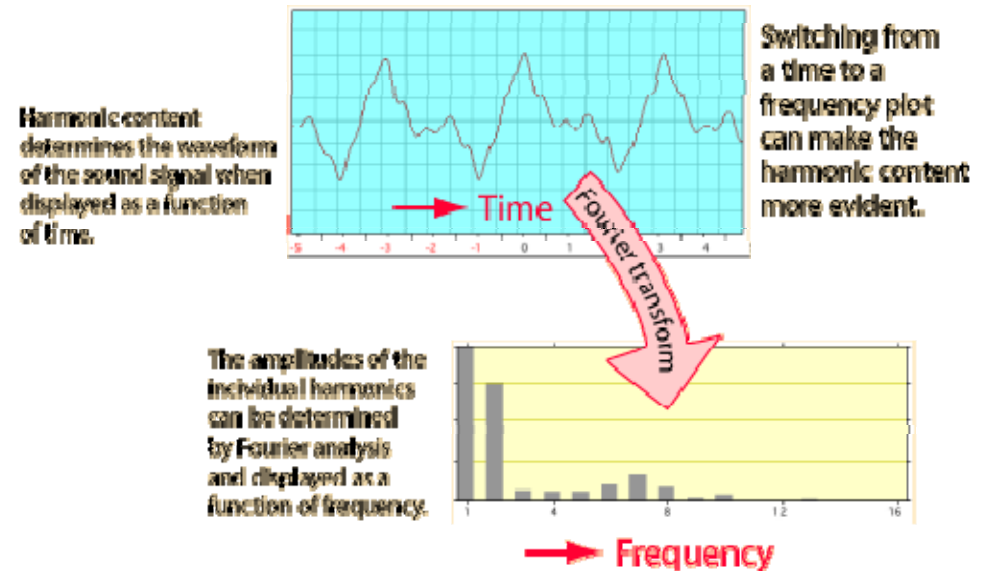 Switching from
a time to a
frequency plot
can make the
harmonic content
more evident.
Harmonic content
determines the waveform
of the sound signal when
displayed as a function
of time.
Time
-5 -4 -3 -2 -1 0 1 3 4
Fourier transform
The amplitudes of the
individual harmonics
can be determined
by Fourier analysis
and displayed as a
function of frequency.
1 4 8 12 16
Frequency